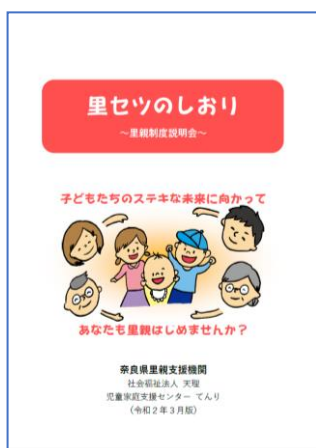 里セツのしおり
~里親制度説明会~
子どもたちのステキな未来に向かって
あなたも里親はじめませんか?
奈良県里親支援機関
社会福祉法人 天理
児童家庭支援センター てんり
(令和2年3月版)